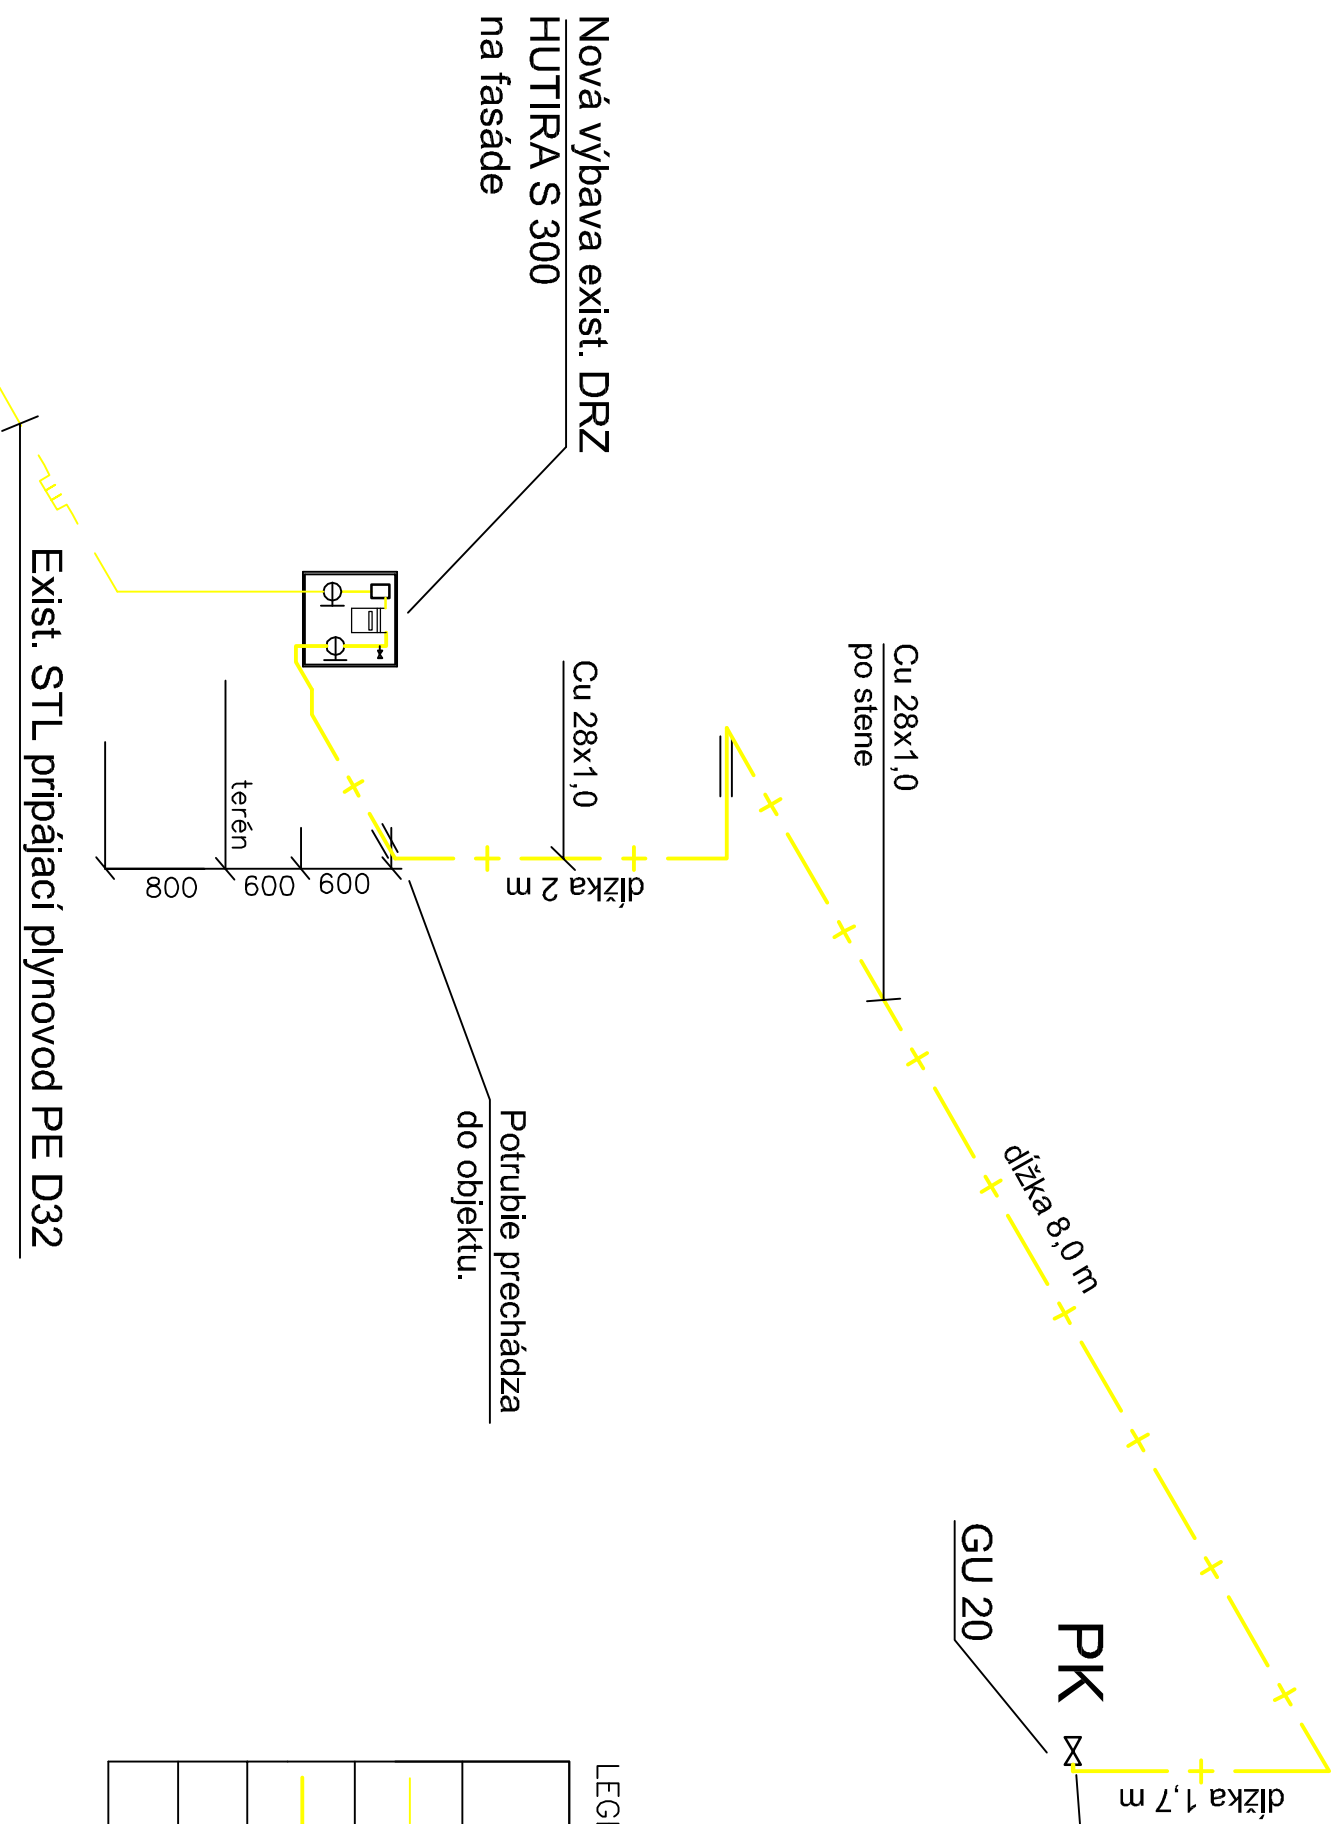 Nová výbava exist. DRZ
HUTIRA S 300
na fasáde
Cu 28x1,0
po stene
Cu 28x1,0
dĺžka 2 m
dĺžka 8,0 m
GU 20
PK
dĺžka 1,7 m
Potrubie prechádza
do objektu.
terén
800
600
600
Exist. STL pripájací plynovod PE D32